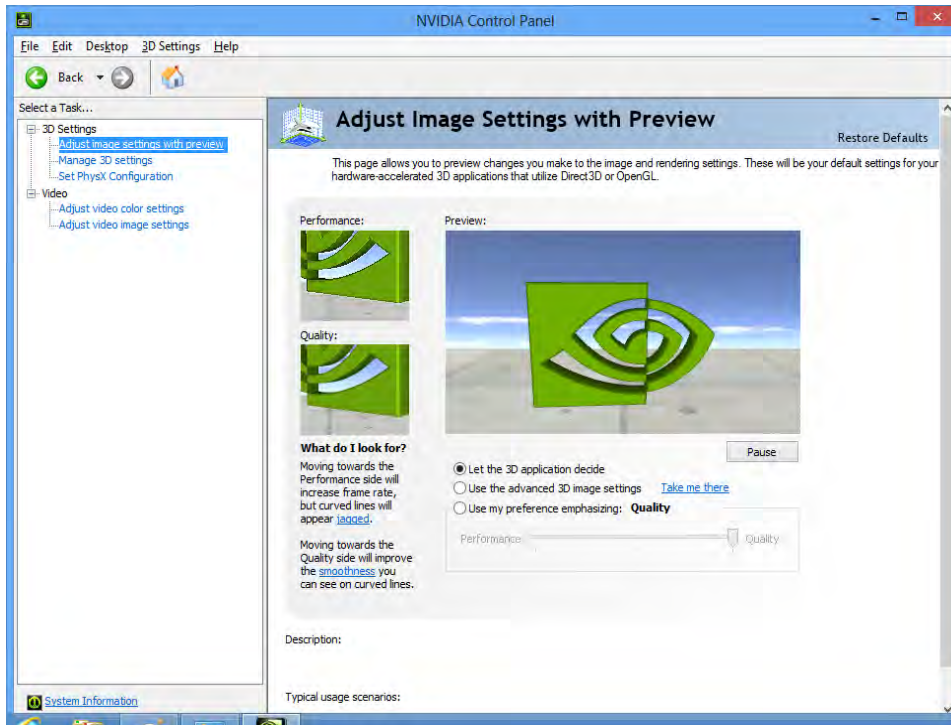 NVIDIA Control Panel
File Edit Desktop 3D Settings Help
Back
Select a Task...
3D Settings
Adjust image settings with preview
Manage 3D settings
Set PhysX Configuration
Video
Adjust video color settings
Adjust video image settings
System Information
Adjust Image Settings with Preview
Restore Defaults
This page allows you to preview changes you make to the image and rendering settings. These will be your default settings for your
hardware-accelerated 3D applications that utilize Direct3D or OpenGL.
Performance:
Quality:
What do I look for?
Moving towards the
Performance side will
increase frame rate,
but curved lines will
appear jagged.
Moving towards the
Quality side will improve
the smoothness you
can see on curved lines.
Preview:
Pause
Let the 3D application decide
Use the advanced 3D image settings Take me there
Use my preference emphasizing: Quality
Performance Quality
Description:
Typical usage scenarios: